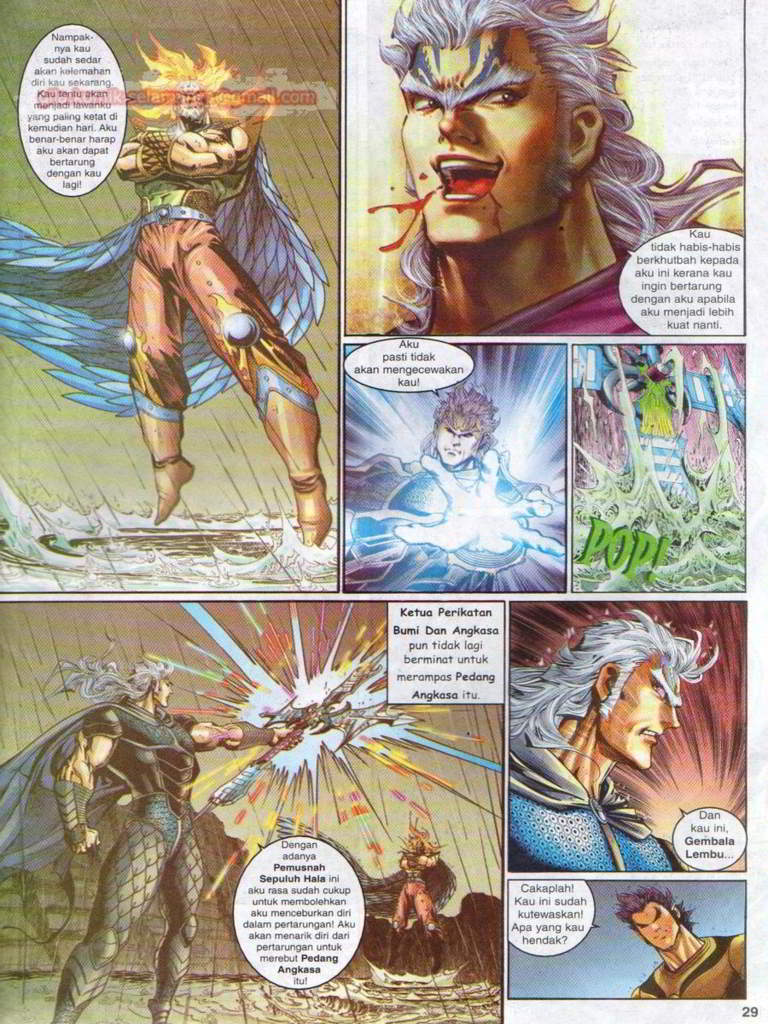 Nampak-
nya kau
sudah sedar
akan kelemahan
diri kau sekarang.
Kau tentu akan
menjadi lawanku
yang paling ketat di
kemudian hari. Aku
benar-benar harap
aku akan dapat
bertarung
dengan kau
lagi!
Kau
tidak habis-habis
berkhutbah kepada
aku ini kerana kau
ingin bertarung
dengan aku apabila
aku menjadi lebih
kuat nanti.
Aku
pasti tidak
akan mengecewakan
kau!
POP!
Ketua Perikatan
Bumi Dan Angkasa
pun tidak lagi
berminat untuk
merampas Pedang
Angkasa itu.
Dengan
adanya
Pemusnah
Sepuluh Hala ini
aku rasa sudah cukup
untuk membolehkan
aku menceburkan diri
dalam pertarungan! Aku
akan menarik diri dari
pertarungan untuk
merebut Pedang
Angkasa
itu!
Dan
kau ini,
Gembala
Lembu...
Cakaplah!
Kau ini sudah
kutewaskan!
Apa yang kau
hendak?
29